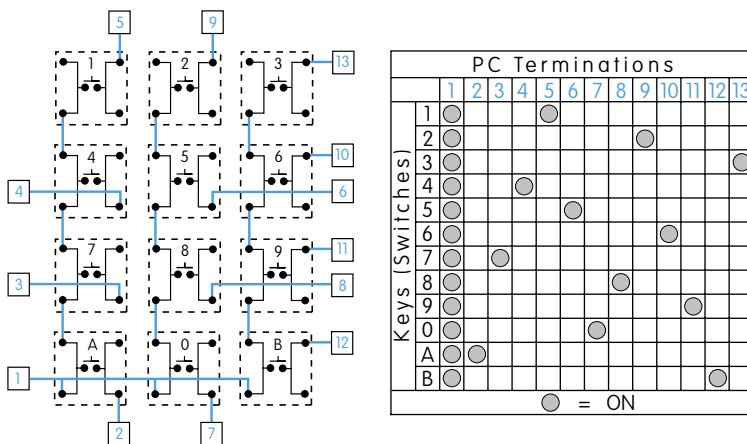 5 9
1 2 3 13
4 5 6 10
4 6
7 8 9 11
3 8
A 0 B 12
1
2 7
PC Terminations
1 2 3 4 5 6 7 8 9 10 11 12 13
Keys (Switches)
1
2
3
4
5
6
7
8
9
0
A
B
= ON